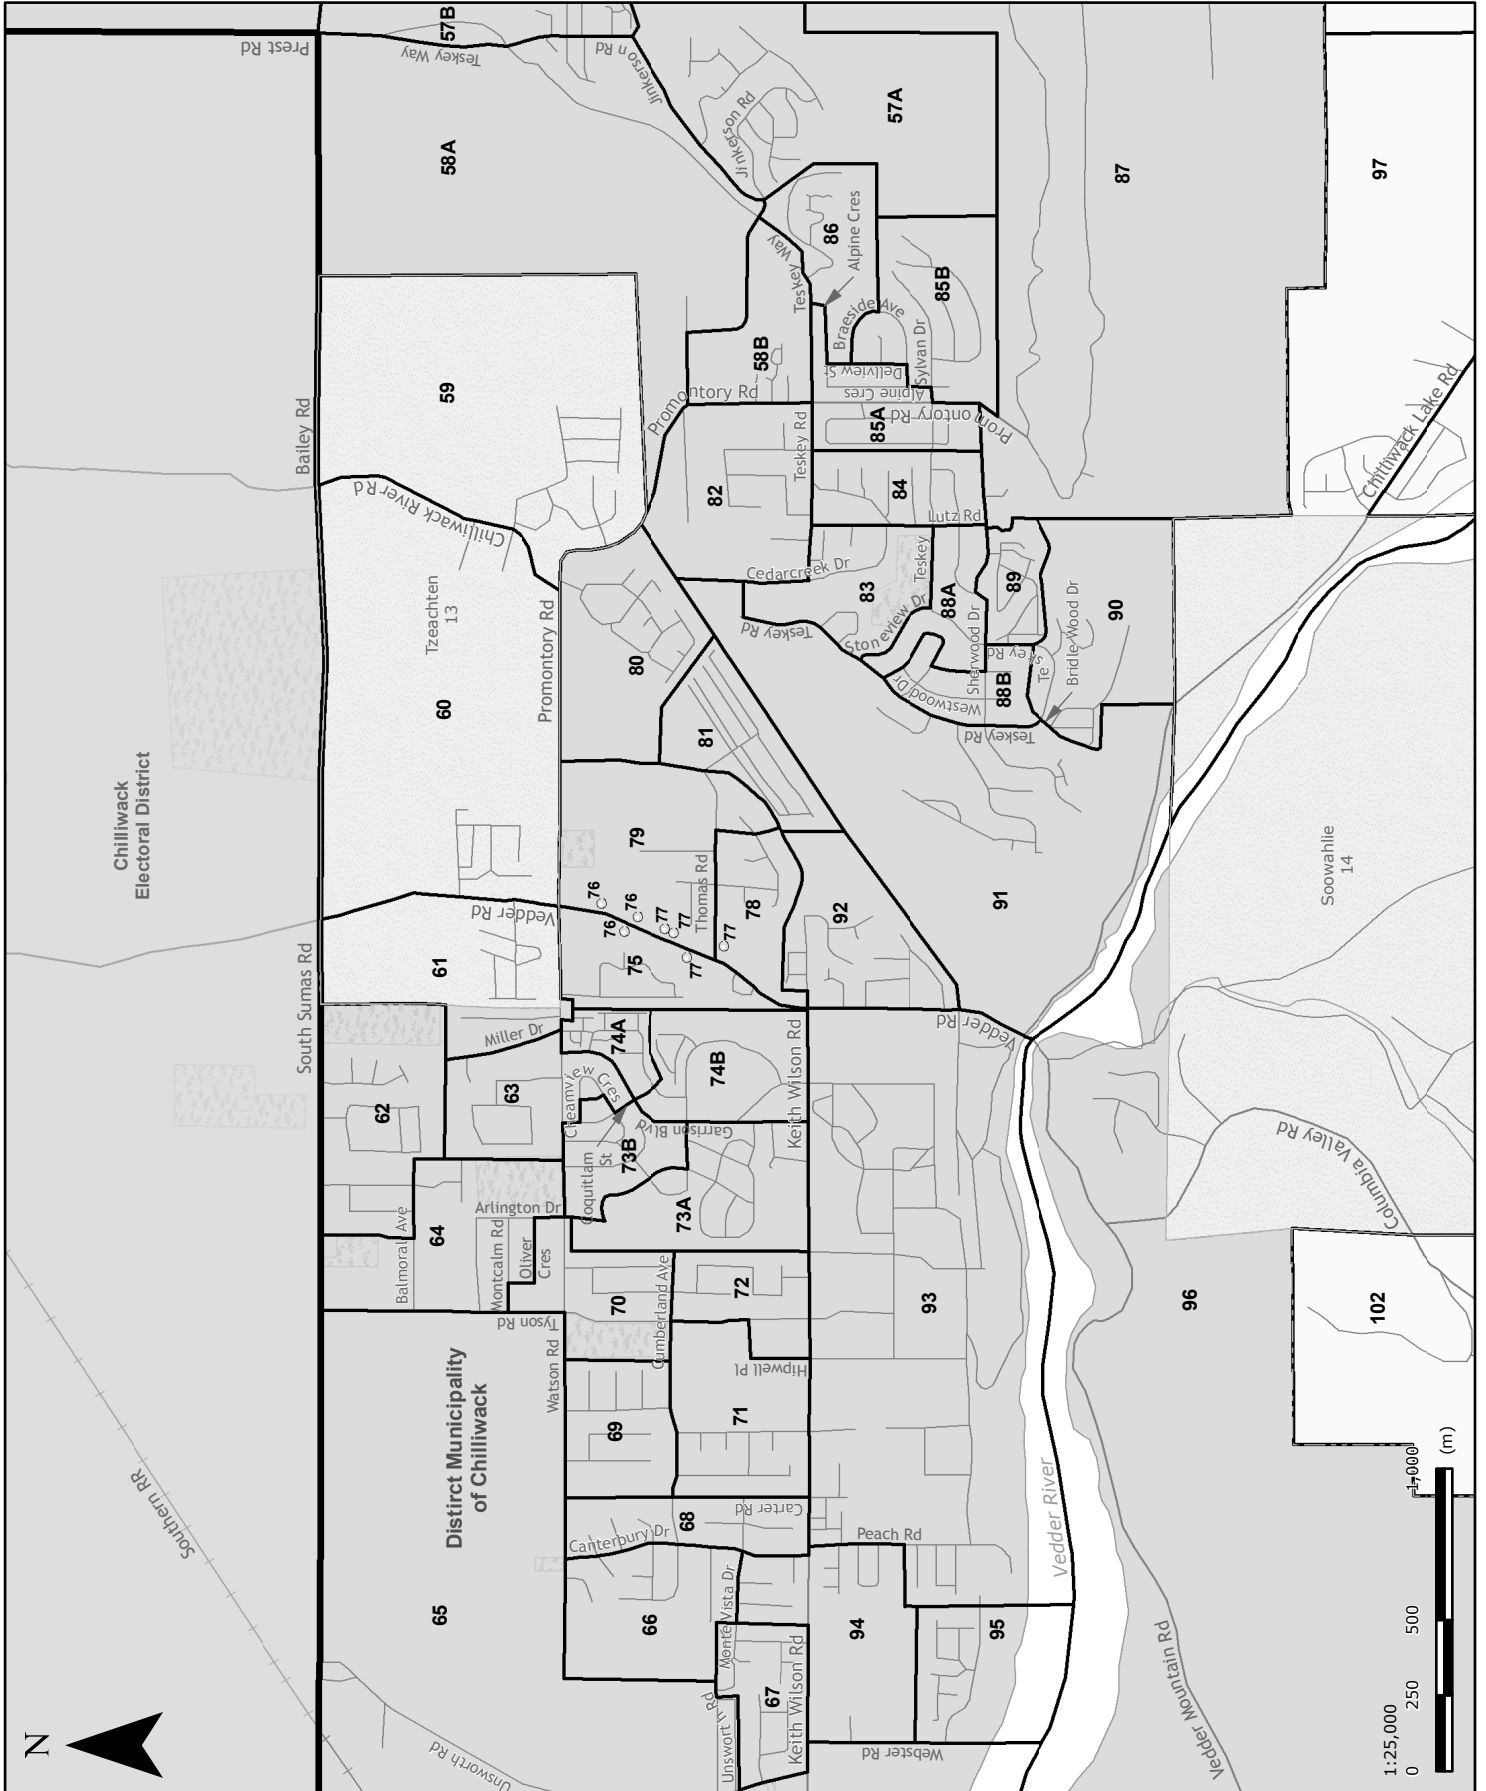 N
Chilliwack
Electoral District
Southern RR
Unsworth Rd
South Sumas Rd
Bailey Rd
Prest Rd
57B
Teskey Way
58A
59
Chilliwack River Rd
Tzeachten
13
60
Promontory Rd
61
Vedder Rd
62
Miller Dr
63
Balmoral Ave
64
Arlington Dr
Montcalm Rd
Oliver
Cres
Tyson Rd
Watson Rd
Distirct Municipality
of Chilliwack
65
Jinkerson Rd
Jinkerson Rd
57A
Promontory Rd
58B
Teskey Way
86
Alpine Cres
Braeside Ave
85B
Dellview St
Sylvan Dr
Alpine Cres
85A
Promontory Rd
Teskey Rd
82
84
Lutz Rd
Cedarcreek Dr
83
Teskey
Teskey Rd
Stoneview Dr
88A
89
Sherwood Dr
Teskey Rd
88B
Westwood Dr
Bridle Wood Dr
90
Teskey Rd
80
81
79
76
76
76
77
77
77
77
Thomas Rd
78
75
92
91
74A
74B
Cheamview Cres
Garrison Blvd
Coquitlam
St
73B
73A
Keith Wilson Rd
Vedder Rd
Cumberland Ave
70
72
Hipwell Pl
69
71
93
Carter Rd
68
Canterbury Dr
Peach Rd
66
Monte Vista Dr
94
95
67
Unsworth Rd
Keith Wilson Rd
Webster Rd
Vedder River
Vedder Mountain Rd
96
102
Columbia Valley Rd
Soowahlie
14
87
97
Chilliwack Lake Rd
1:25,000
0
250
500
1,000
(m)